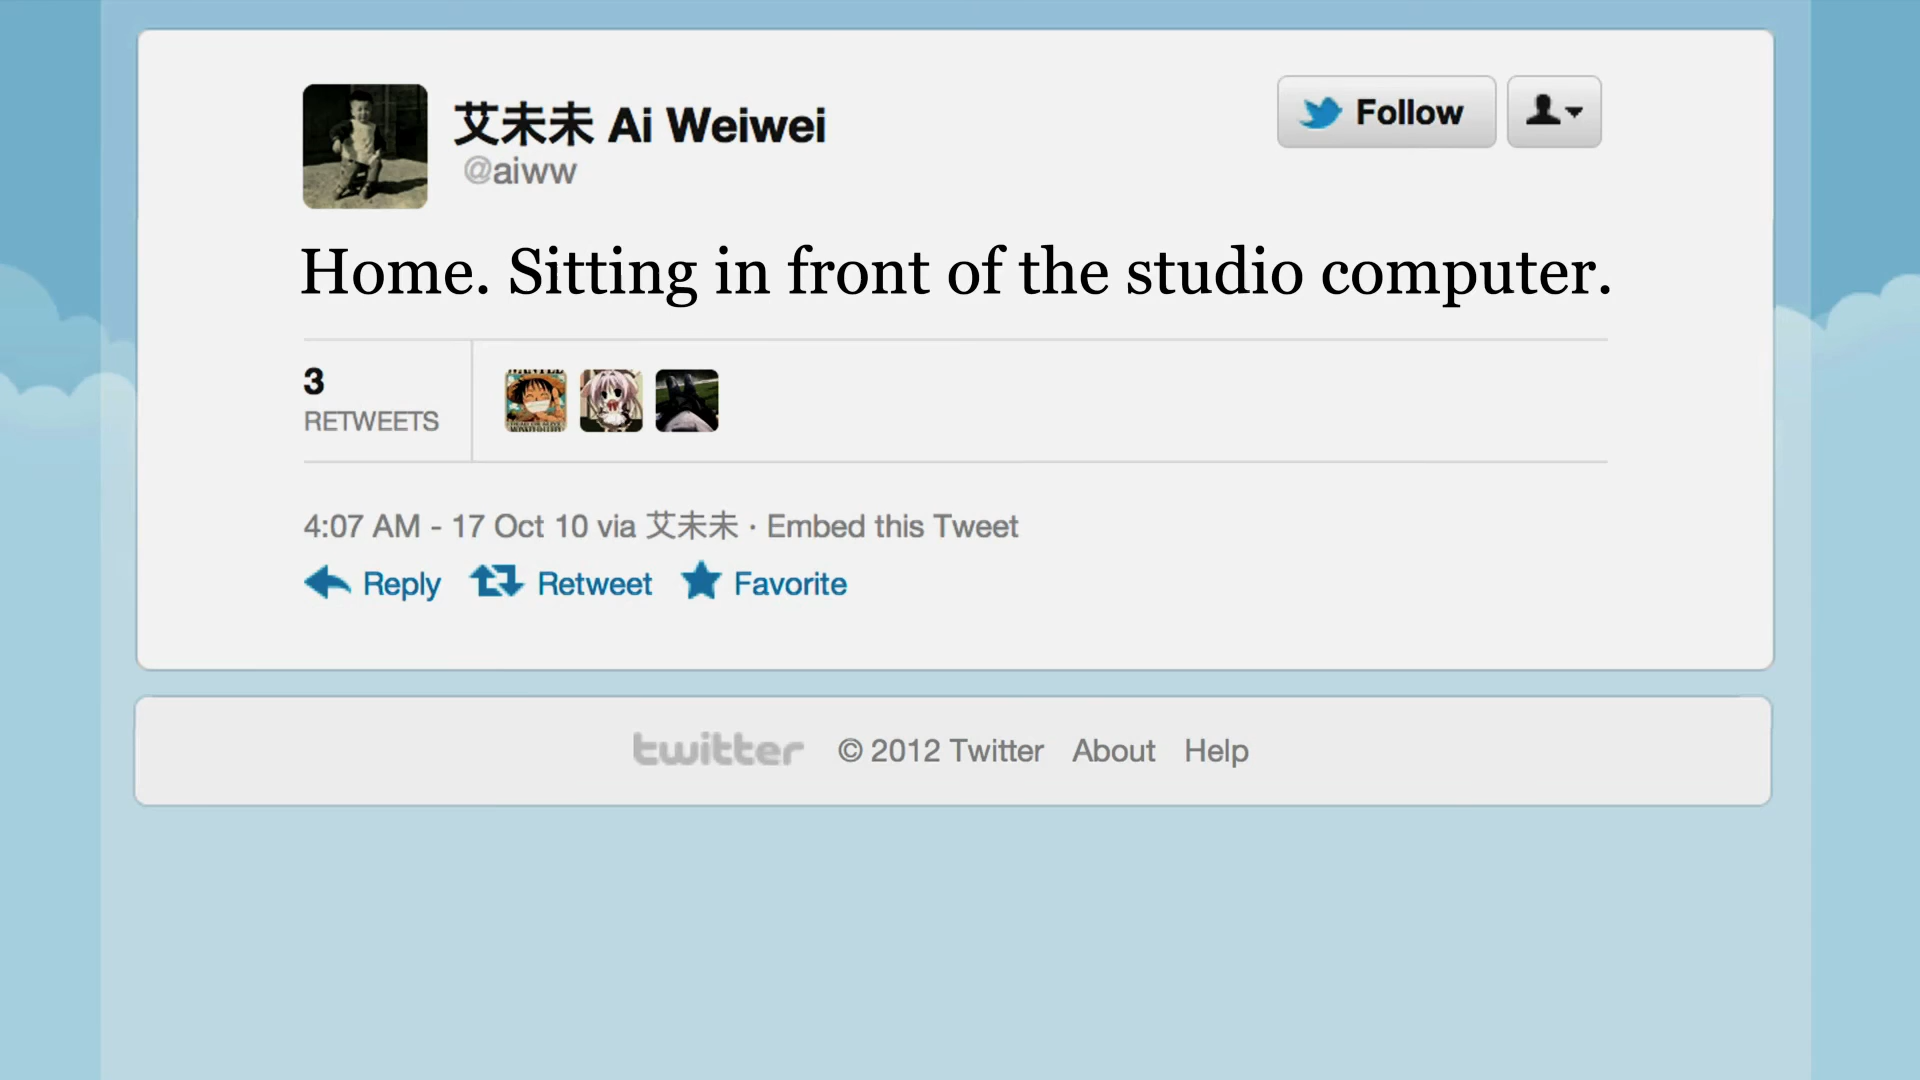 艾未未 Ai Weiwei
@aiww
Follow
Home. Sitting in front of the studio computer.
3
RETWEETS
WANTED
4:07 AM - 17 Oct 10 via 艾未未 · Embed this Tweet
Reply Retweet Favorite
twitter © 2012 Twitter About Help